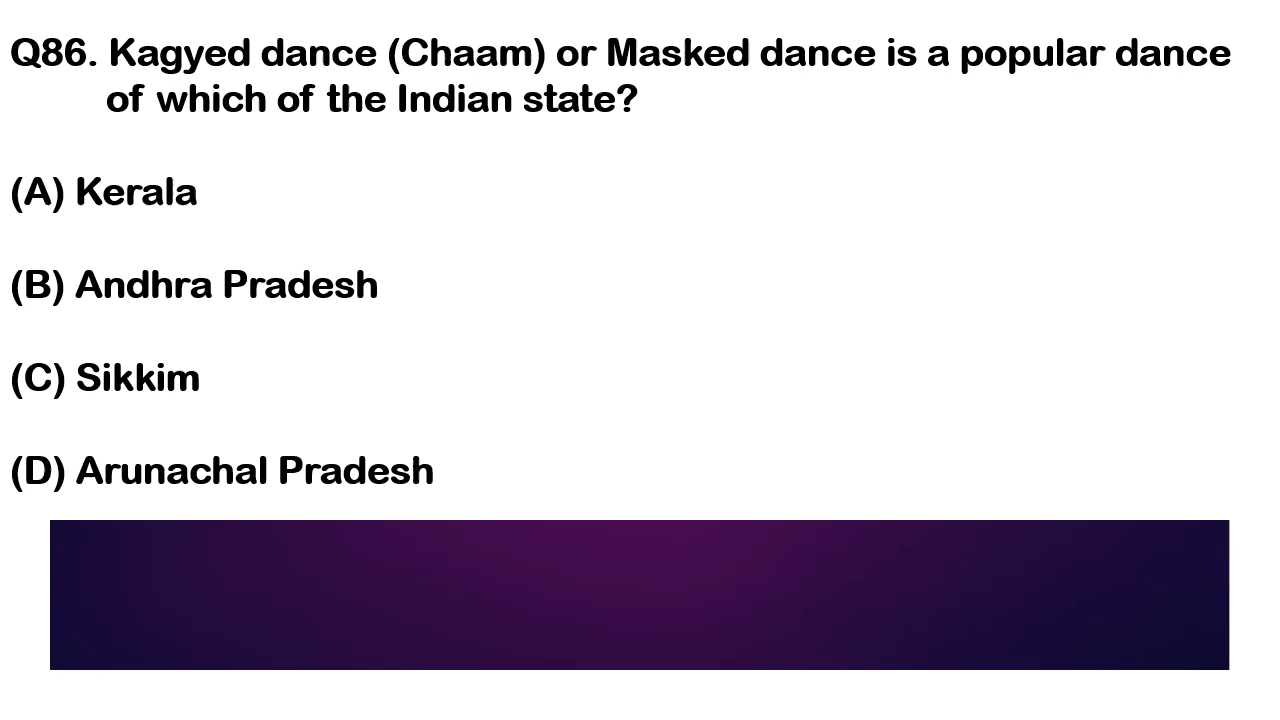 Q86. Kagyed dance (Chaam) or Masked dance is a popular dance
of which of the Indian state?
(A) Kerala
(B) Andhra Pradesh
(C) Sikkim
(D) Arunachal Pradesh